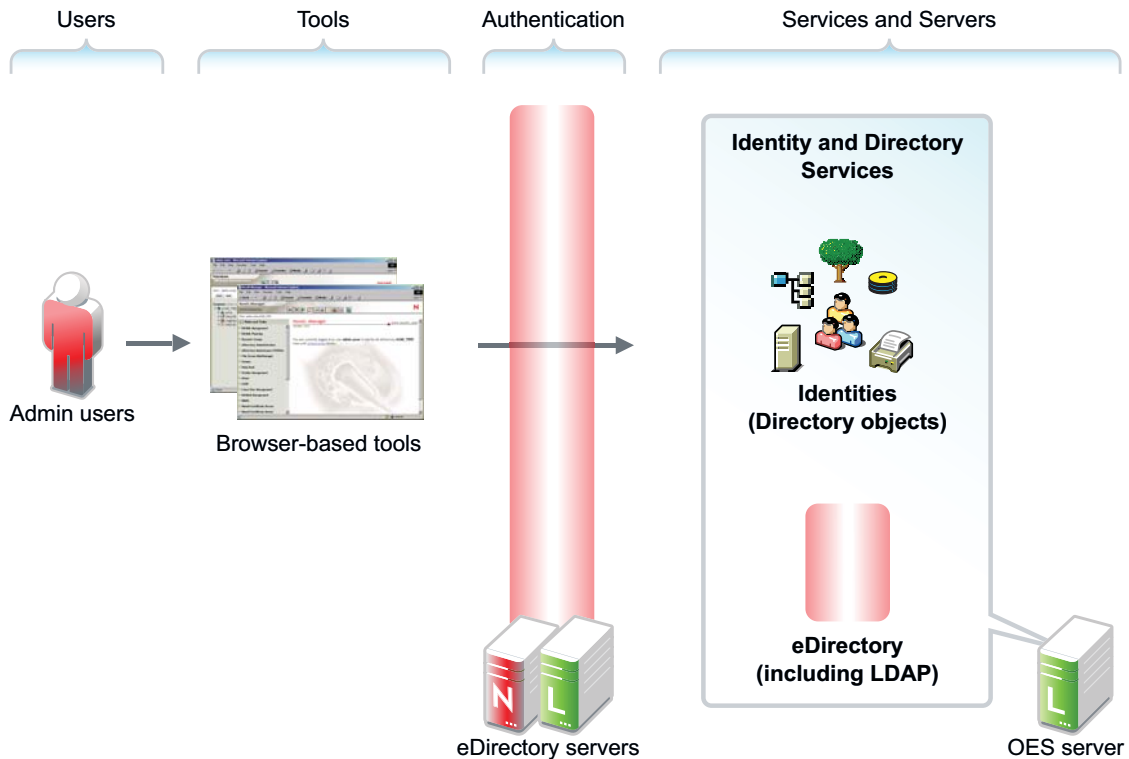 Users
Tools
Authentication
Services and Servers
Identity and Directory
Services
Identities
(Directory objects)
Admin users
Browser-based tools
N
L
eDirectory
(including LDAP)
L
eDirectory servers
OES server